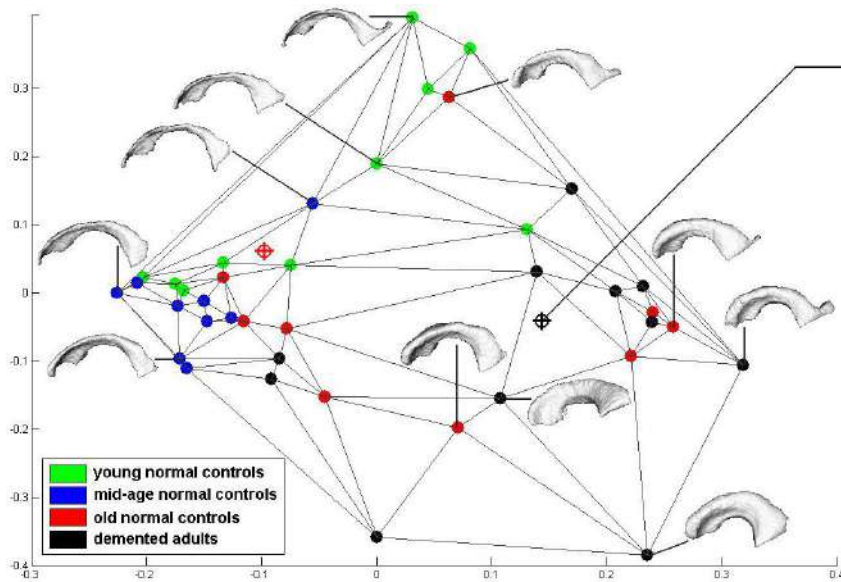 0.3
0.2
0.1
0
-0.1
-0.2
-0.3
-0.4
young normal controls
mid-age normal controls
old normal controls
demented adults
-0.3 -0.2 -0.1 0 0.1 0.2 0.3 0.4